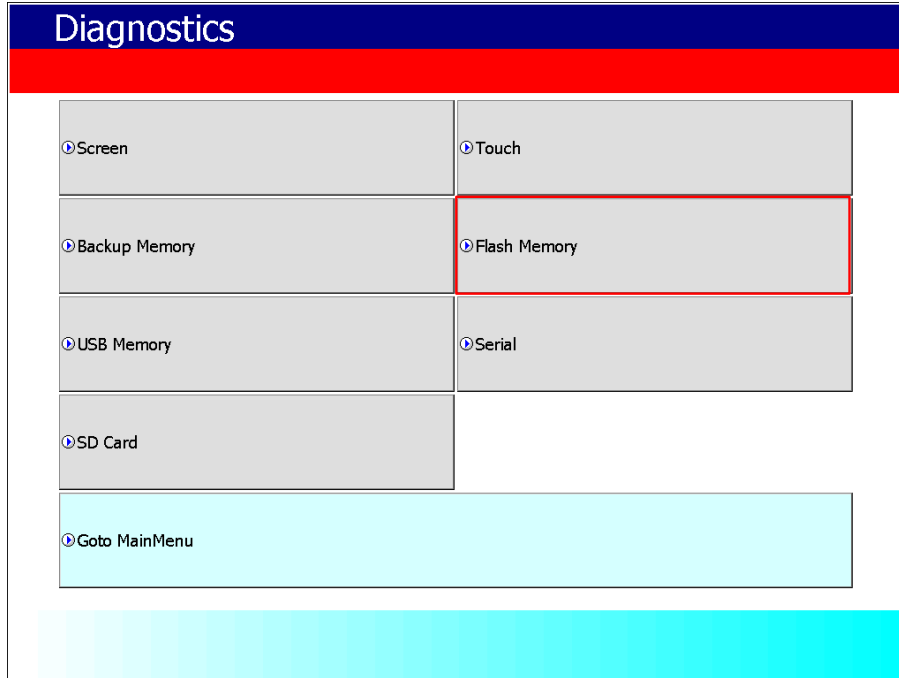 Diagnostics
Screen
Touch
Backup Memory
Flash Memory
USB Memory
Serial
SD Card
Goto MainMenu